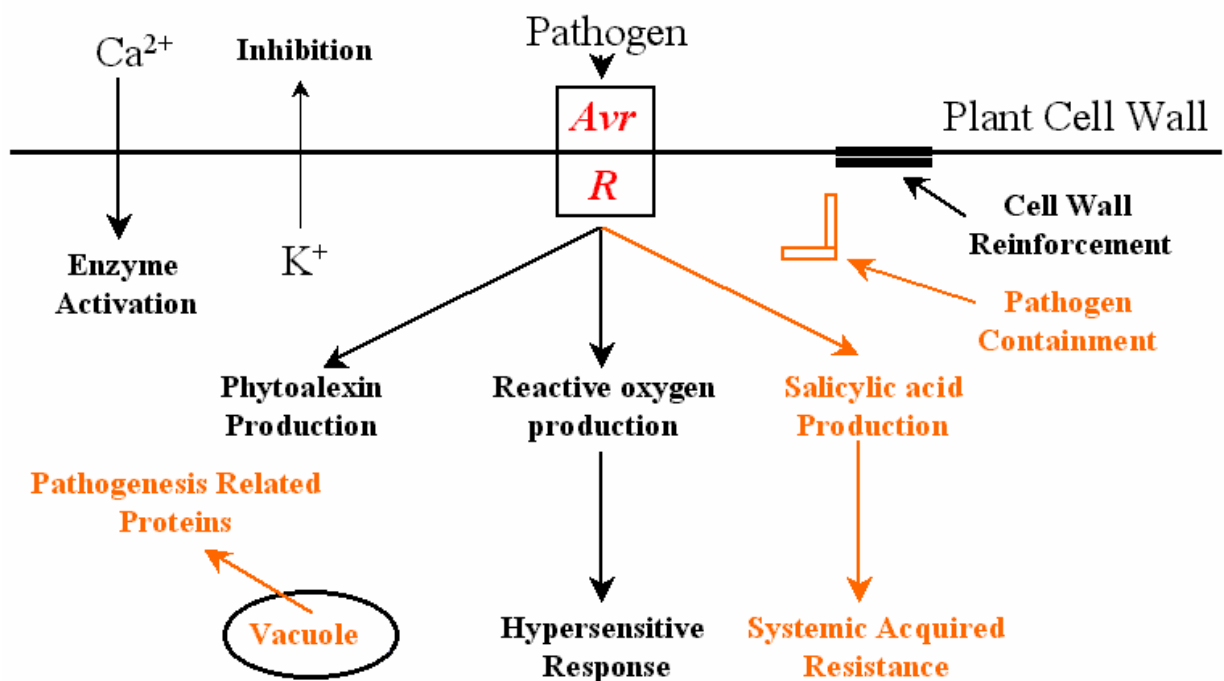 Ca²⁺
Inhibition
Pathogen
Avr
Plant Cell Wall
R
Cell Wall
Reinforcement
Enzyme
Activation
K⁺
Pathogen
Containment
Phytoalexin
Production
Reactive oxygen
production
Salicylic acid
Production
Pathogenesis Related
Proteins
Vacuole
Hypersensitive
Response
Systemic Acquired
Resistance